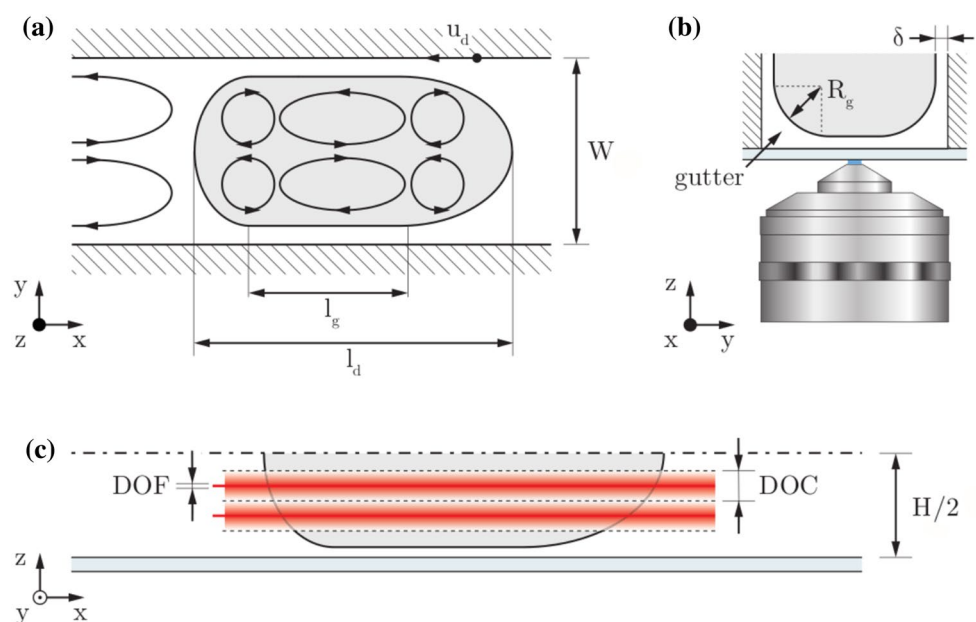 (a)
u_d
W
l_g
l_d
y
z x
(b)
δ
R_g
gutter
z
x y
(c)
DOF
DOC
H/2
z
y x